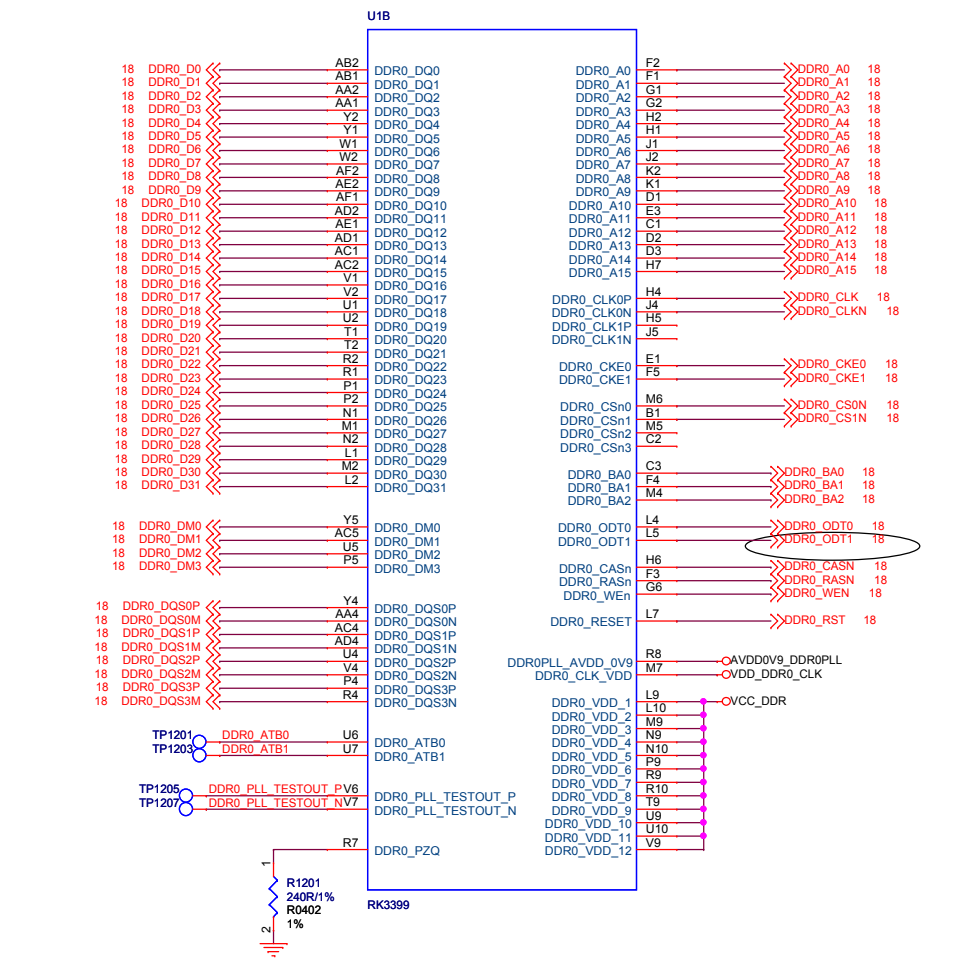 U1B
18 DDR0_D0 AB2 DDR0_DQ0 DDR0_A0 F2 DDR0_A0 18
18 DDR0_D1 AB1 DDR0_DQ1 DDR0_A1 F1 DDR0_A1 18
18 DDR0_D2 AA2 DDR0_DQ2 DDR0_A2 G1 DDR0_A2 18
18 DDR0_D3 AA1 DDR0_DQ3 DDR0_A3 G2 DDR0_A3 18
18 DDR0_D4 Y2 DDR0_DQ4 DDR0_A4 H2 DDR0_A4 18
18 DDR0_D5 Y1 DDR0_DQ5 DDR0_A5 H1 DDR0_A5 18
18 DDR0_D6 W1 DDR0_DQ6 DDR0_A6 J1 DDR0_A6 18
18 DDR0_D7 W2 DDR0_DQ7 DDR0_A7 J2 DDR0_A7 18
18 DDR0_D8 AF2 DDR0_DQ8 DDR0_A8 K2 DDR0_A8 18
18 DDR0_D9 AE2 DDR0_DQ9 DDR0_A9 K1 DDR0_A9 18
18 DDR0_D10 AF1 DDR0_DQ10 DDR0_A10 D1 DDR0_A10 18
18 DDR0_D11 AD2 DDR0_DQ11 DDR0_A11 E3 DDR0_A11 18
18 DDR0_D12 AE1 DDR0_DQ12 DDR0_A12 C1 DDR0_A12 18
18 DDR0_D13 AD1 DDR0_DQ13 DDR0_A13 D2 DDR0_A13 18
18 DDR0_D14 AC1 DDR0_DQ14 DDR0_A14 D3 DDR0_A14 18
18 DDR0_D15 AC2 DDR0_DQ15 DDR0_A15 H7 DDR0_A15 18
18 DDR0_D16 V1 DDR0_DQ16
18 DDR0_D17 V2 DDR0_DQ17 DDR0_CLK0P H4 DDR0_CLK 18
18 DDR0_D18 U1 DDR0_DQ18 DDR0_CLK0N J4 DDR0_CLKN 18
18 DDR0_D19 U2 DDR0_DQ19 DDR0_CLK1P H5
18 DDR0_D20 T1 DDR0_DQ20 DDR0_CLK1N J5
18 DDR0_D21 T2 DDR0_DQ21
18 DDR0_D22 R2 DDR0_DQ22 DDR0_CKE0 E1 DDR0_CKE0 18
18 DDR0_D23 R1 DDR0_DQ23 DDR0_CKE1 F5 DDR0_CKE1 18
18 DDR0_D24 P1 DDR0_DQ24
18 DDR0_D25 P2 DDR0_DQ25 DDR0_CSn0 M6 DDR0_CS0N 18
18 DDR0_D26 N1 DDR0_DQ26 DDR0_CSn1 B1 DDR0_CS1N 18
18 DDR0_D27 M1 DDR0_DQ27 DDR0_CSn2 M5
18 DDR0_D28 N2 DDR0_DQ28 DDR0_CSn3 C2
18 DDR0_D29 L1 DDR0_DQ29
18 DDR0_D30 M2 DDR0_DQ30 DDR0_BA0 C3 DDR0_BA0 18
18 DDR0_D31 L2 DDR0_DQ31 DDR0_BA1 F4 DDR0_BA1 18
DDR0_BA2 M4 DDR0_BA2 18
18 DDR0_DM0 Y5 DDR0_DM0 DDR0_ODT0 L4 DDR0_ODT0 18
18 DDR0_DM1 AC5 DDR0_DM1 DDR0_ODT1 L5 DDR0_ODT1 18
18 DDR0_DM2 U5 DDR0_DM2
18 DDR0_DM3 P5 DDR0_DM3 DDR0_CASn H6 DDR0_CASN 18
DDR0_RASn F3 DDR0_RASN 18
DDR0_WEn G6 DDR0_WEN 18
18 DDR0_DQS0P Y4 DDR0_DQS0P
18 DDR0_DQS0M AA4 DDR0_DQS0N DDR0_RESET L7 DDR0_RST 18
18 DDR0_DQS1P AC4 DDR0_DQS1P
18 DDR0_DQS1M AD4 DDR0_DQS1N
18 DDR0_DQS2P U4 DDR0_DQS2P DDR0PLL_AVDD_0V9 R8 AVDD0V9_DDR0PLL
18 DDR0_DQS2M V4 DDR0_DQS2N DDR0_CLK_VDD M7 VDD_DDR0_CLK
18 DDR0_DQS3P P4 DDR0_DQS3P
18 DDR0_DQS3M R4 DDR0_DQS3N DDR0_VDD_1 L9 VCC_DDR
DDR0_VDD_2 L10
DDR0_VDD_3 M9
TP1201 DDR0_ATB0 U6 DDR0_ATB0 DDR0_VDD_4 N9
TP1203 DDR0_ATB1 U7 DDR0_ATB1 DDR0_VDD_5 N10
DDR0_VDD_6 P9
DDR0_VDD_7 R9
TP1205 DDR0_PLL_TESTOUT_P V6 DDR0_PLL_TESTOUT_P DDR0_VDD_8 R10
TP1207 DDR0_PLL_TESTOUT_N V7 DDR0_PLL_TESTOUT_N DDR0_VDD_9 T9
DDR0_VDD_10 U9
DDR0_VDD_11 U10
R7 DDR0_PZQ DDR0_VDD_12 V9
1
R1201
240R/1%
R0402
1%
2
RK3399